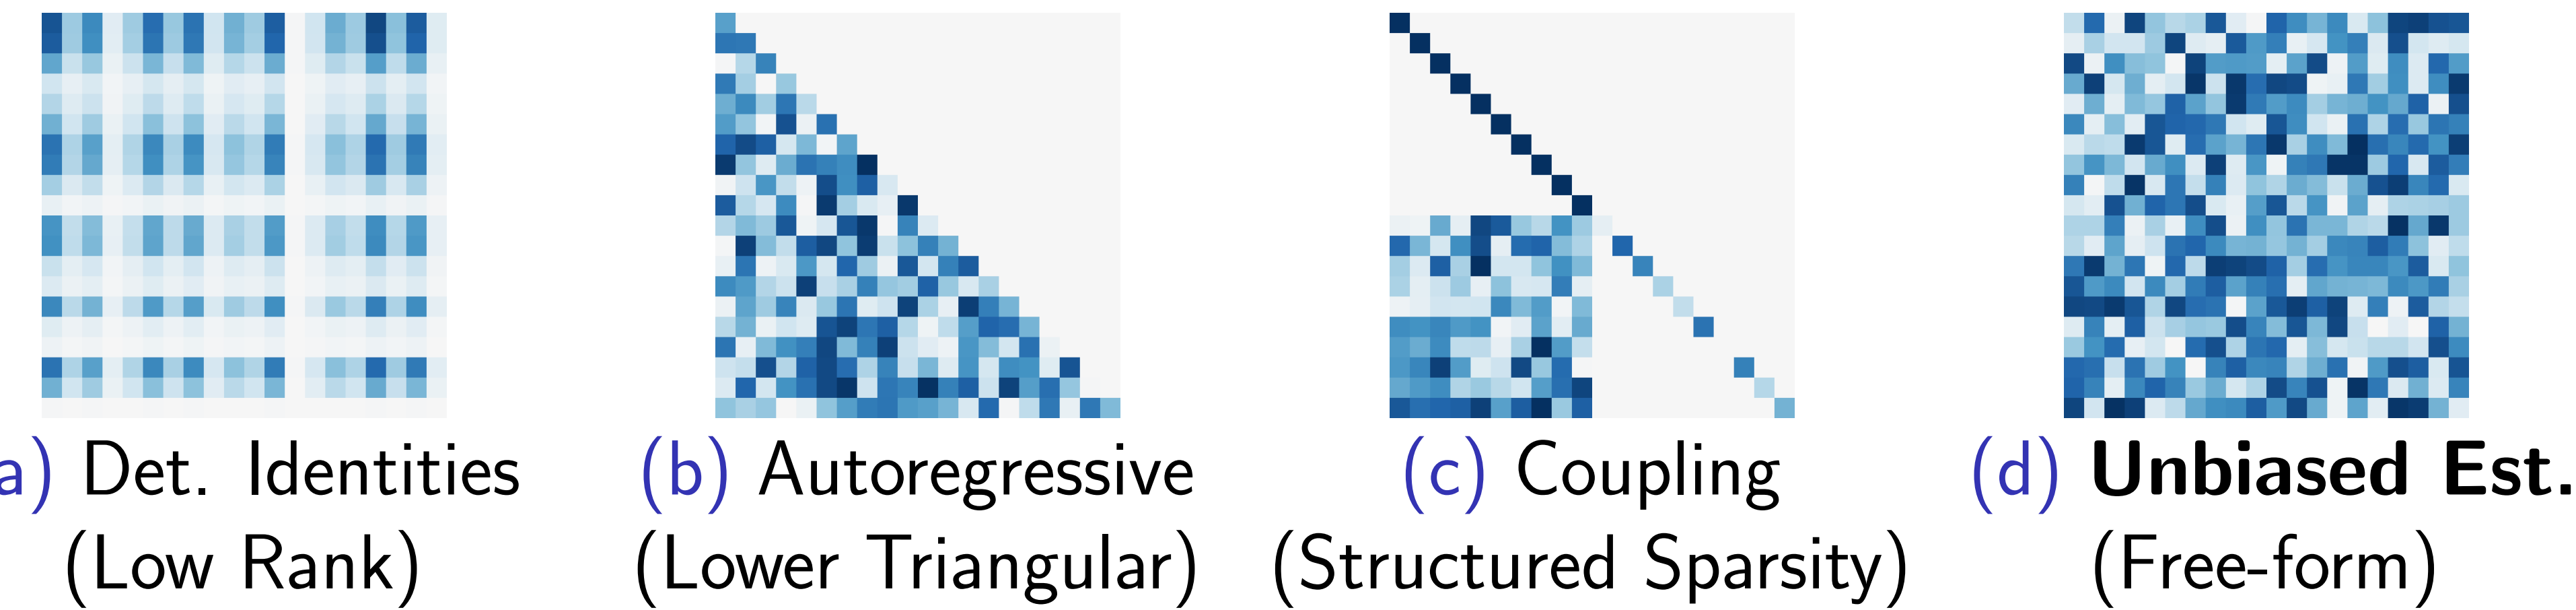 a) Det. Identities
(Low Rank)
(b) Autoregressive
(Lower Triangular)
(c) Coupling
(Structured Sparsity)
(d) Unbiased Est.
(Free-form)